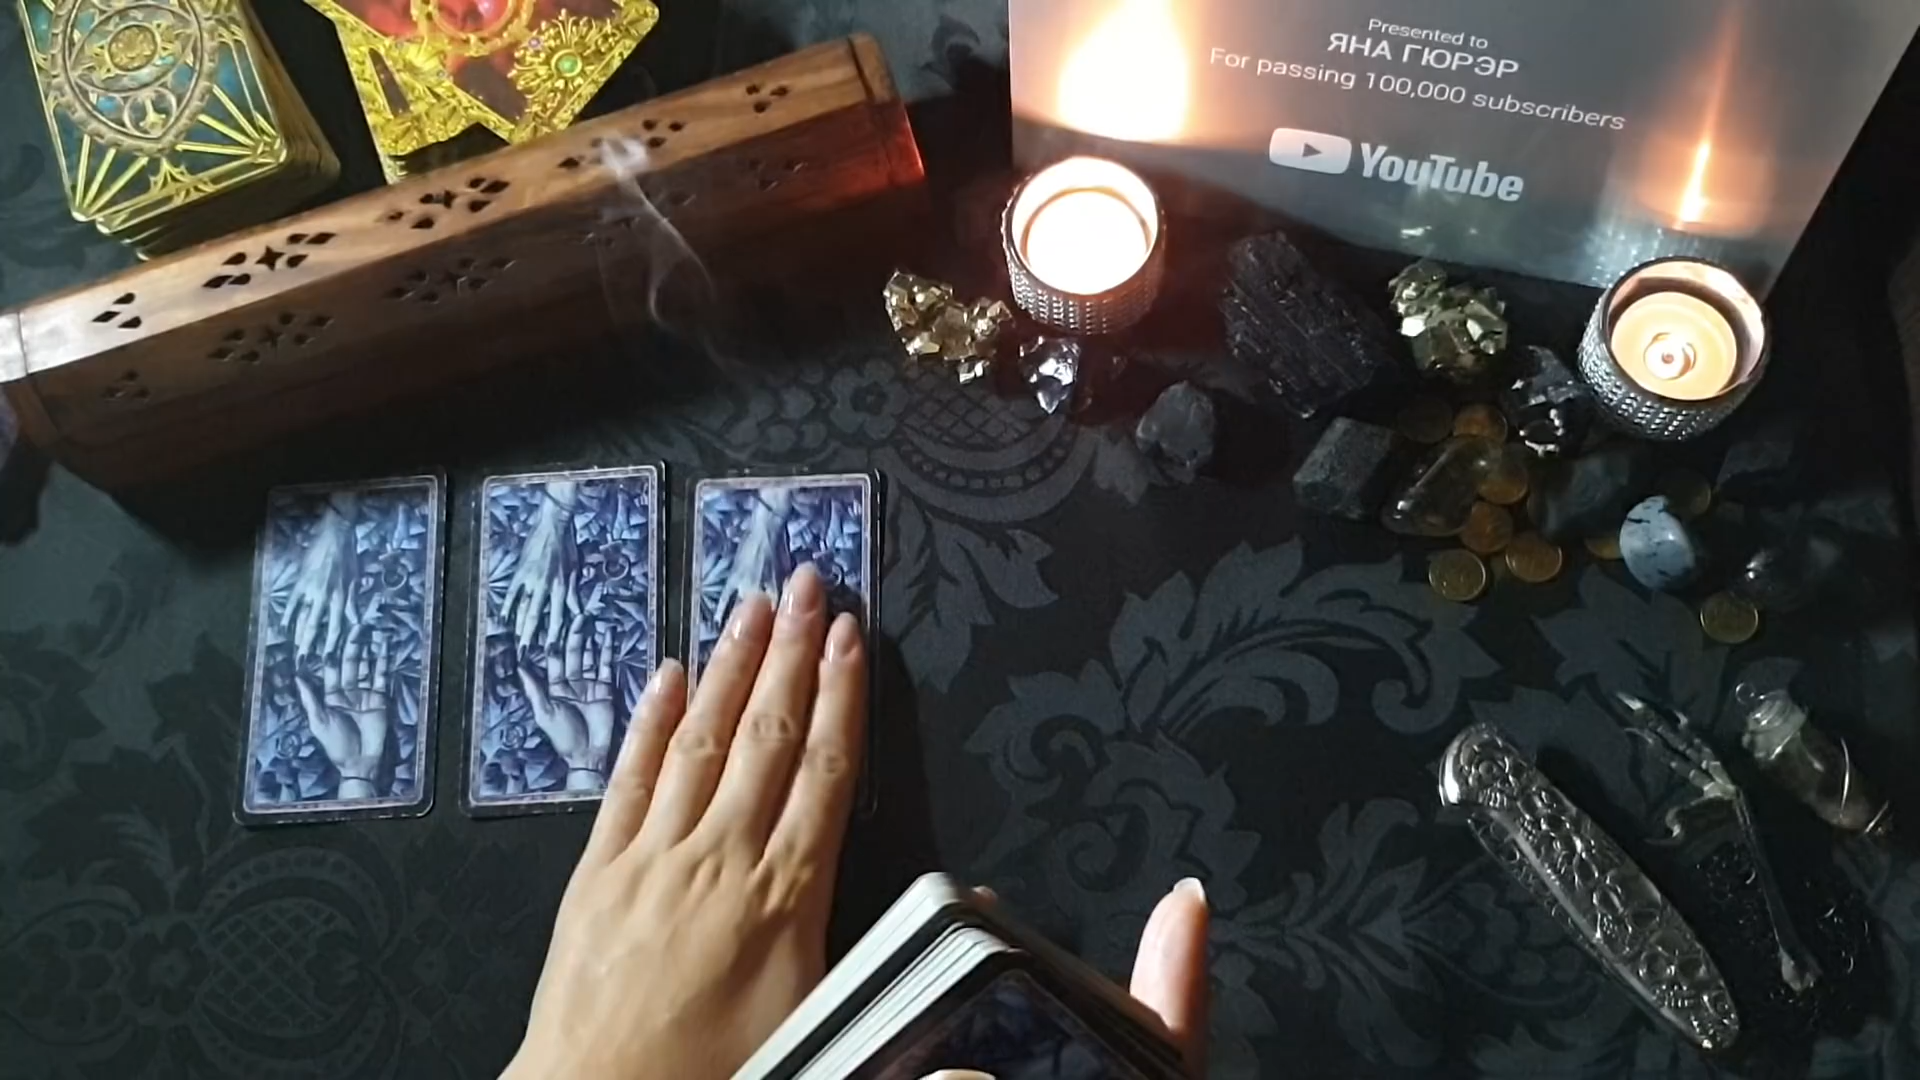 Presented to
ЯНА ГЮРЭР
For passing 100,000 subscribers
YouTube